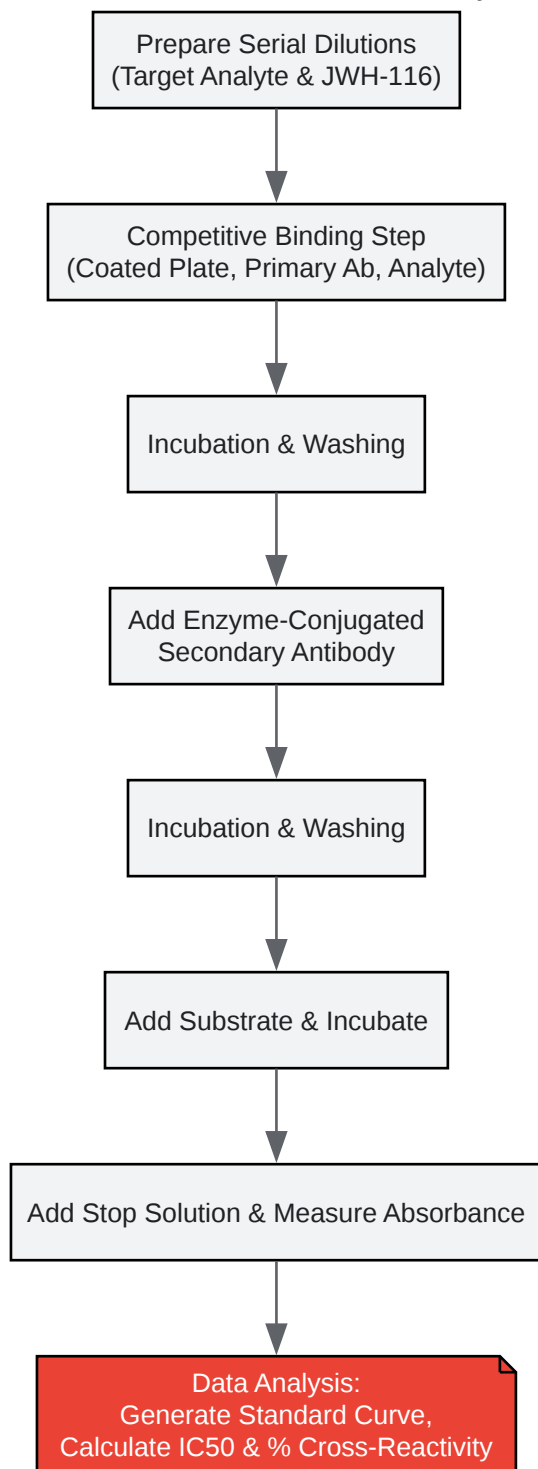 Prepare Serial Dilutions
(Target Analyte & JWH-116)
Competitive Binding Step
(Coated Plate, Primary Ab, Analyte)
Incubation & Washing
Add Enzyme-Conjugated
Secondary Antibody
Incubation & Washing
Add Substrate & Incubate
Add Stop Solution & Measure Absorbance
Data Analysis:
Generate Standard Curve,
Calculate IC50 & % Cross-Reactivity